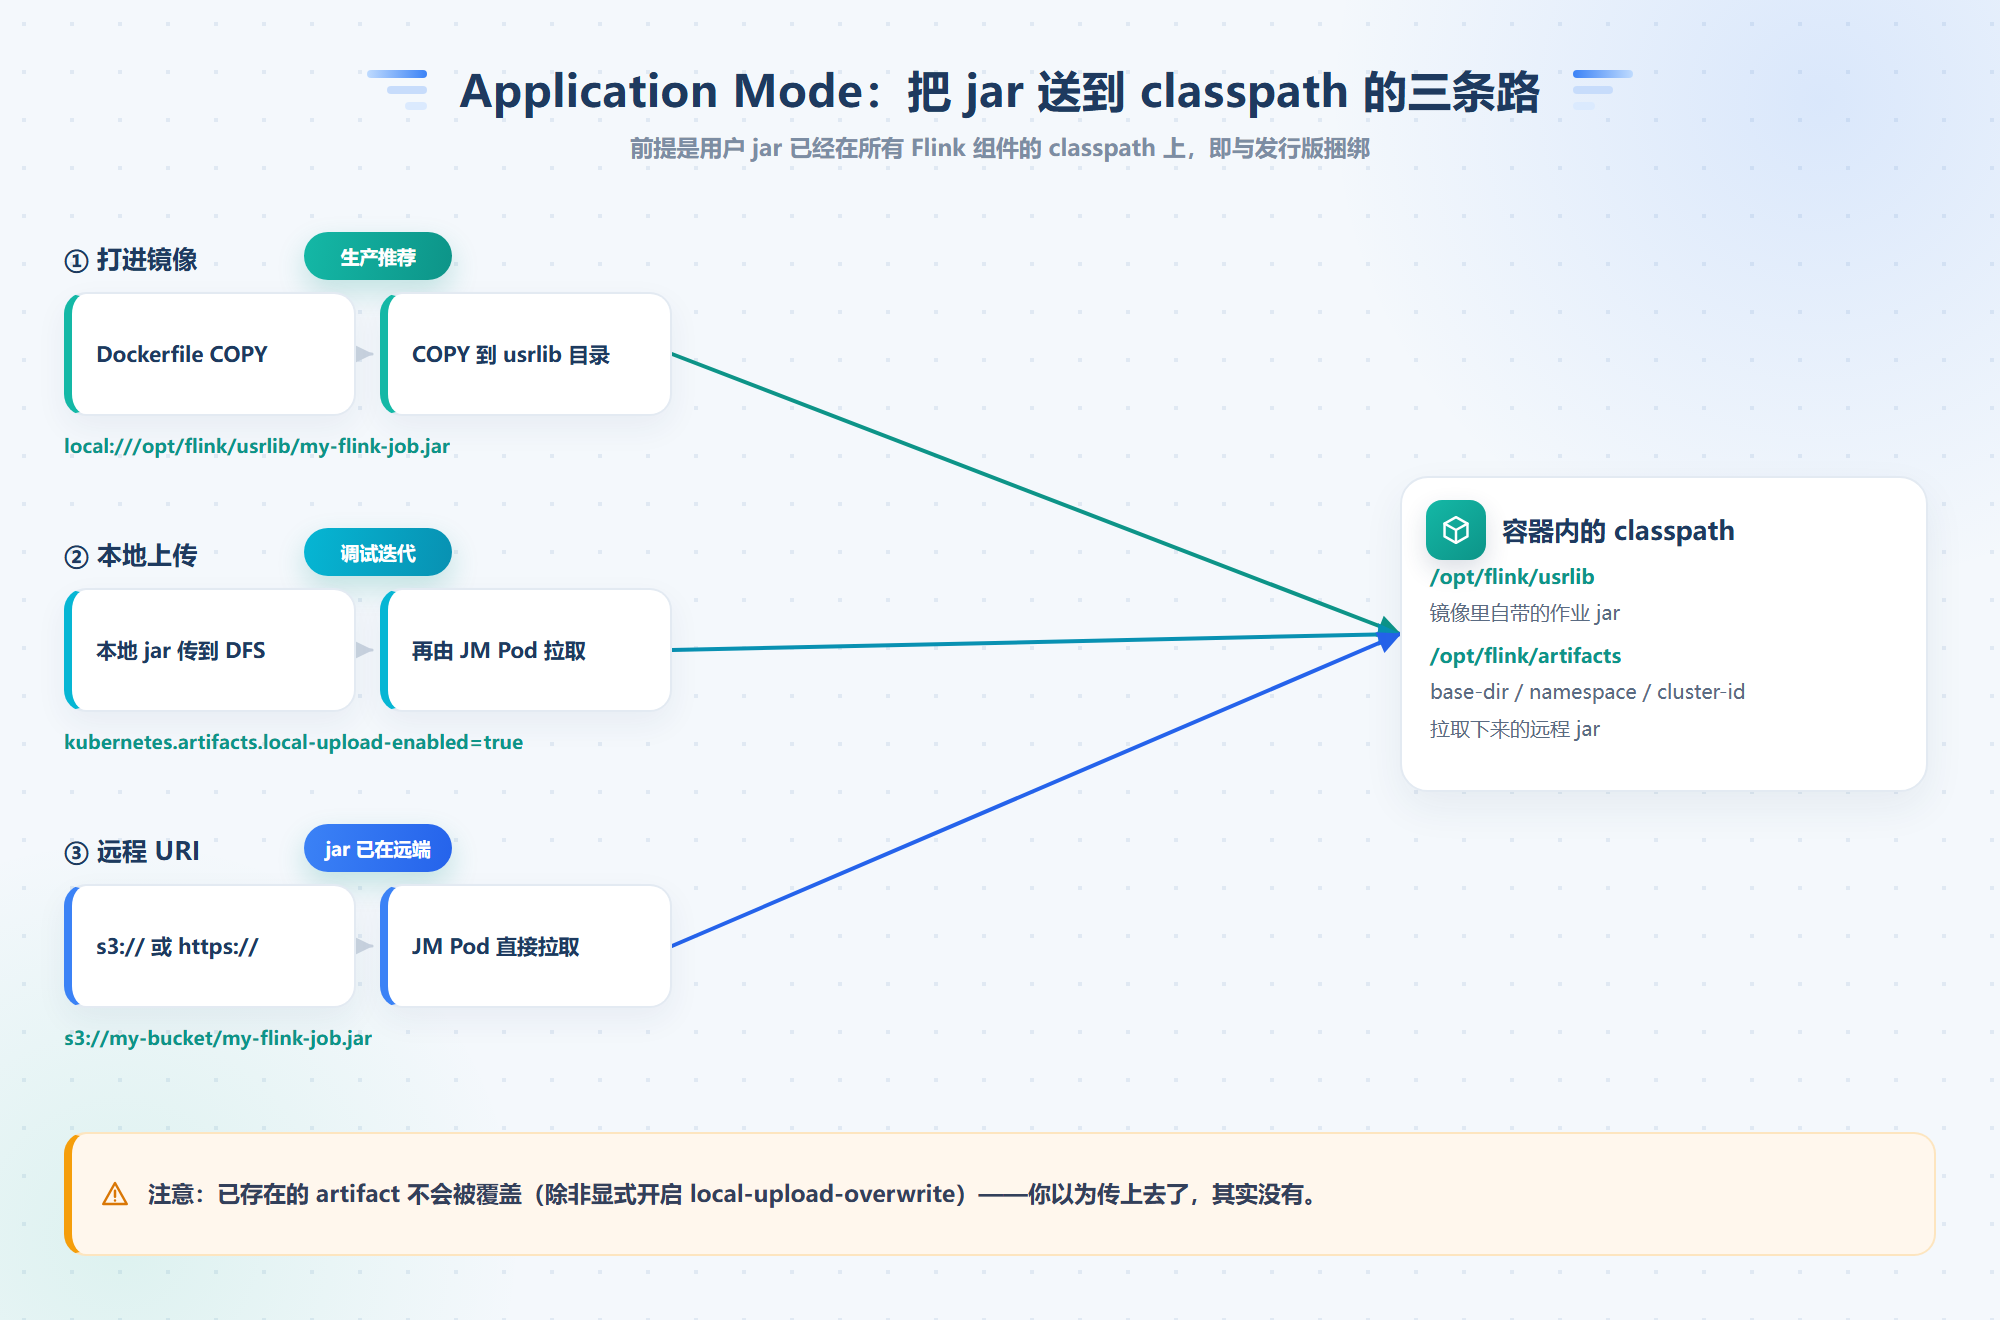 Application Mode：把 jar 送到 classpath 的三条路
前提是用户 jar 已经在所有 Flink 组件的 classpath 上，即与发行版捆绑
① 打进镜像
生产推荐
Dockerfile COPY
COPY 到 usrlib 目录
local:///opt/flink/usrlib/my-flink-job.jar
② 本地上传
调试迭代
本地 jar 传到 DFS
再由 JM Pod 拉取
kubernetes.artifacts.local-upload-enabled=true
③ 远程 URI
jar 已在远端
s3:// 或 https://
JM Pod 直接拉取
s3://my-bucket/my-flink-job.jar
容器内的 classpath
/opt/flink/usrlib
镜像里自带的作业 jar
/opt/flink/artifacts
base-dir / namespace / cluster-id
拉取下来的远程 jar
注意：已存在的 artifact 不会被覆盖（除非显式开启 local-upload-overwrite）——你以为传上去了，其实没有。